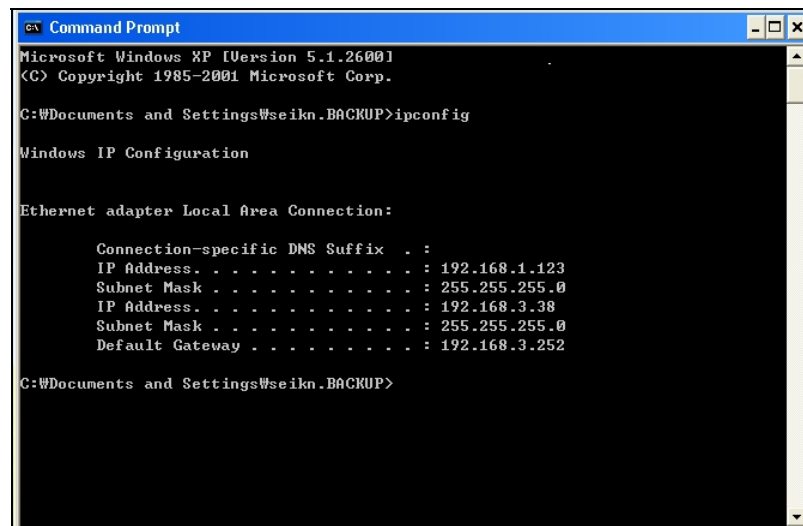 Command Prompt
Microsoft Windows XP [Version 5.1.2600]
(C) Copyright 1985-2001 Microsoft Corp.
C:₩Documents and Settings₩seikn.BACKUP>ipconfig
Windows IP Configuration
Ethernet adapter Local Area Connection:
Connection-specific DNS Suffix . :
IP Address. . . . . . . . . . . . : 192.168.1.123
Subnet Mask . . . . . . . . . . . : 255.255.255.0
IP Address. . . . . . . . . . . . : 192.168.3.38
Subnet Mask . . . . . . . . . . . : 255.255.255.0
Default Gateway . . . . . . . . . : 192.168.3.252
C:₩Documents and Settings₩seikn.BACKUP>